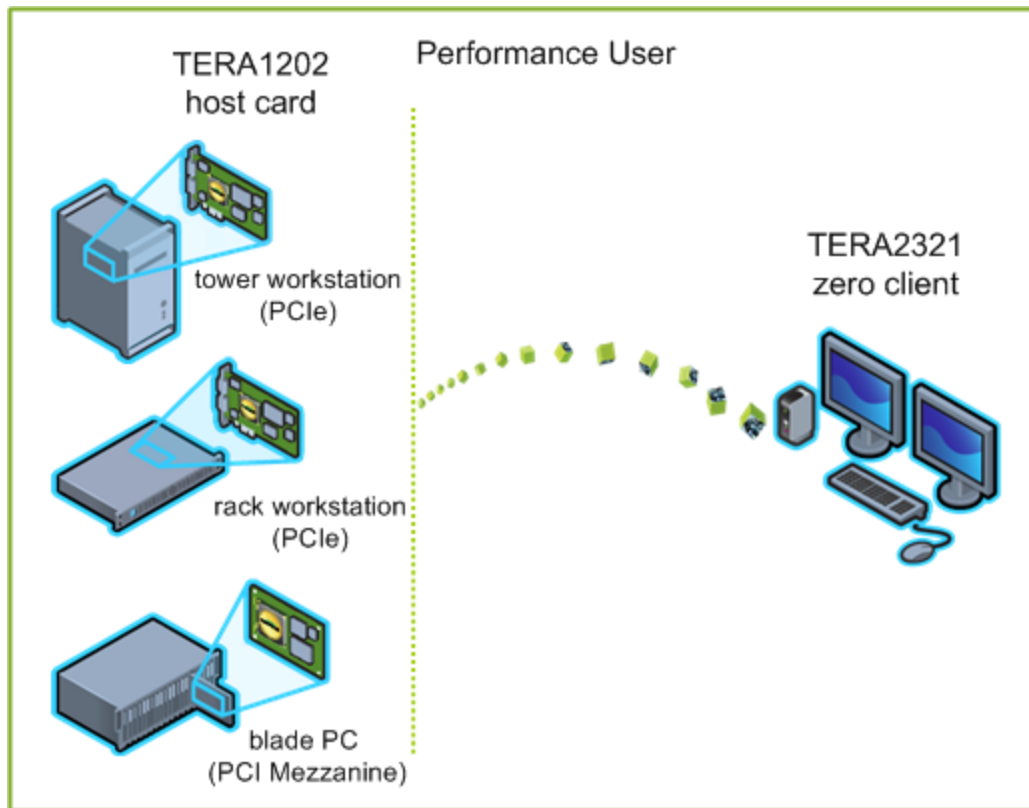 TERA1202
host card
Performance User
tower workstation
(PCIe)
TERA2321
zero client
rack workstation
(PCIe)
blade PC
(PCI Mezzanine)